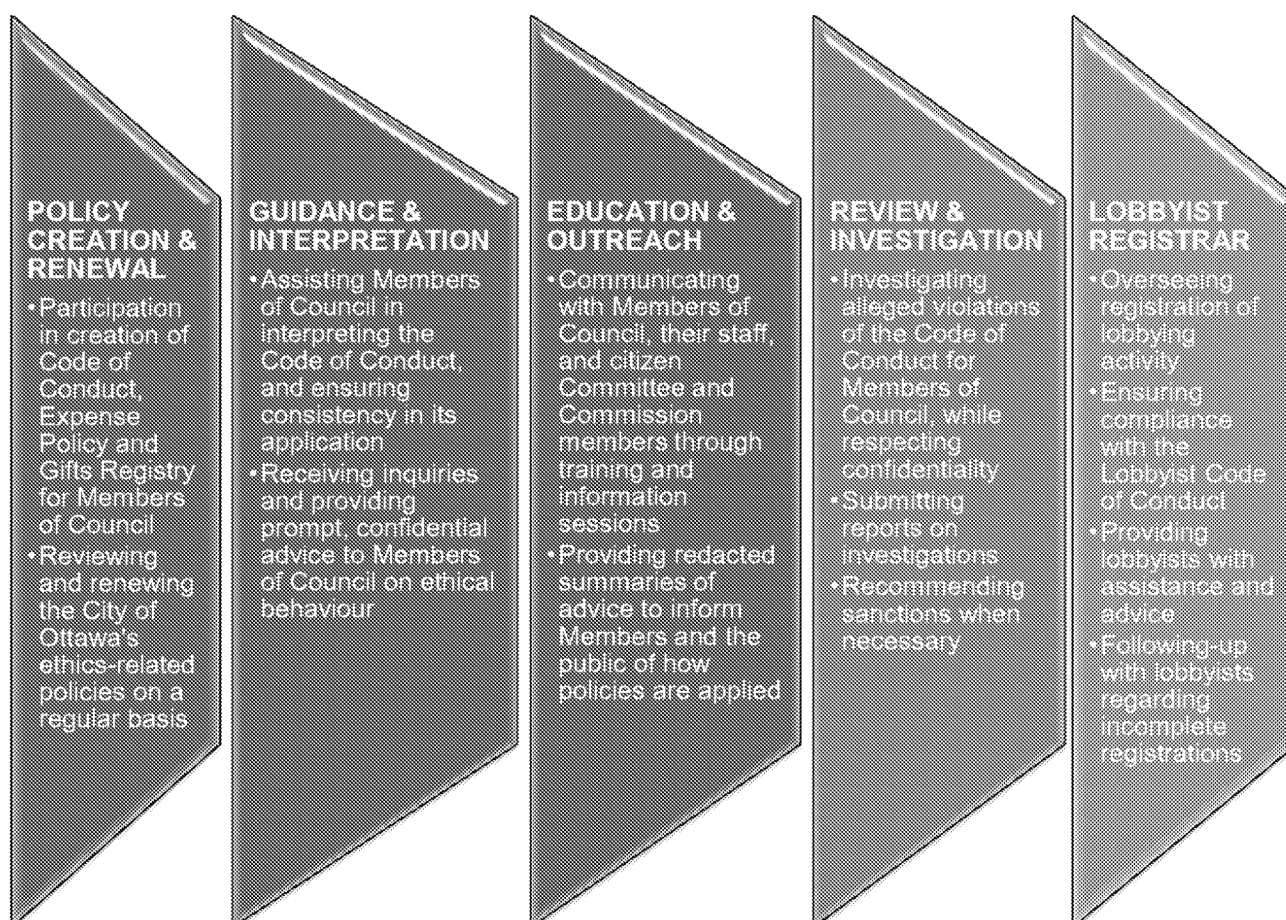 POLICY
CREATION &
RENEWAL
•Participation
in creation of
Code of
Conduct,
Expense
Policy and
Gifts Registry
for Members
of Council
•Reviewing
and renewing
the City of
Ottawa's
ethics-related
policies on a
regular basis
GUIDANCE &
INTERPRETATION
•Assisting Members
of Council in
interpreting the
Code of Conduct,
and ensuring
consistency in its
application
•Receiving inquiries
and providing
prompt, confidential
advice to Members
of Council on ethical
behaviour
EDUCATION &
OUTREACH
•Communicating
with Members of
Council, their staff,
and citizen
Committee and
Commission
members through
training and
information
sessions
•Providing redacted
summaries of
advice to inform
Members and the
public of how
policies are applied
REVIEW &
INVESTIGATION
•Investigating
alleged violations
of the Code of
Conduct for
Members of
Council, while
respecting
confidentiality
•Submitting
reports on
investigations
•Recommending
sanctions when
necessary
LOBBYIST
REGISTRAR
•Overseeing
registration of
lobbying
activity
•Ensuring
compliance
with the
Lobbyist Code
of Conduct
•Providing
lobbyists with
assistance and
advice
•Following-up
with lobbyists
regarding
incomplete
registrations